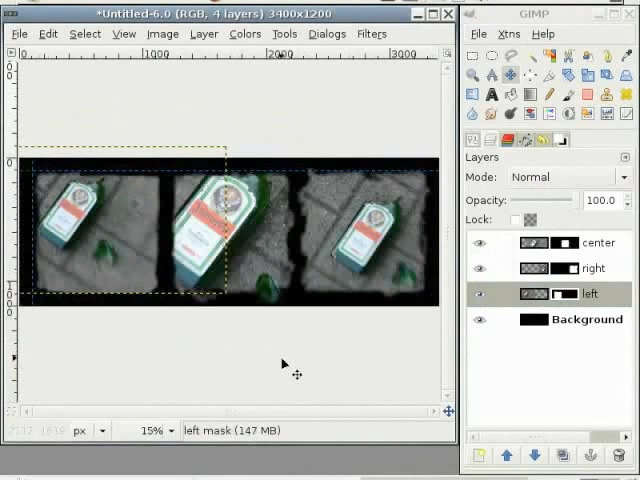 *Untitled-6.0 (RGB, 4 layers) 3400x1200
File Edit Select View Image Layer Colors Tools Dialogs Filters
0 1000 2000 3000
0
px 15% left mask (147 MB)
GIMP
File Xtns Help
Layers
Mode: Normal
Opacity: 100.0
Lock:
center
right
left
Background